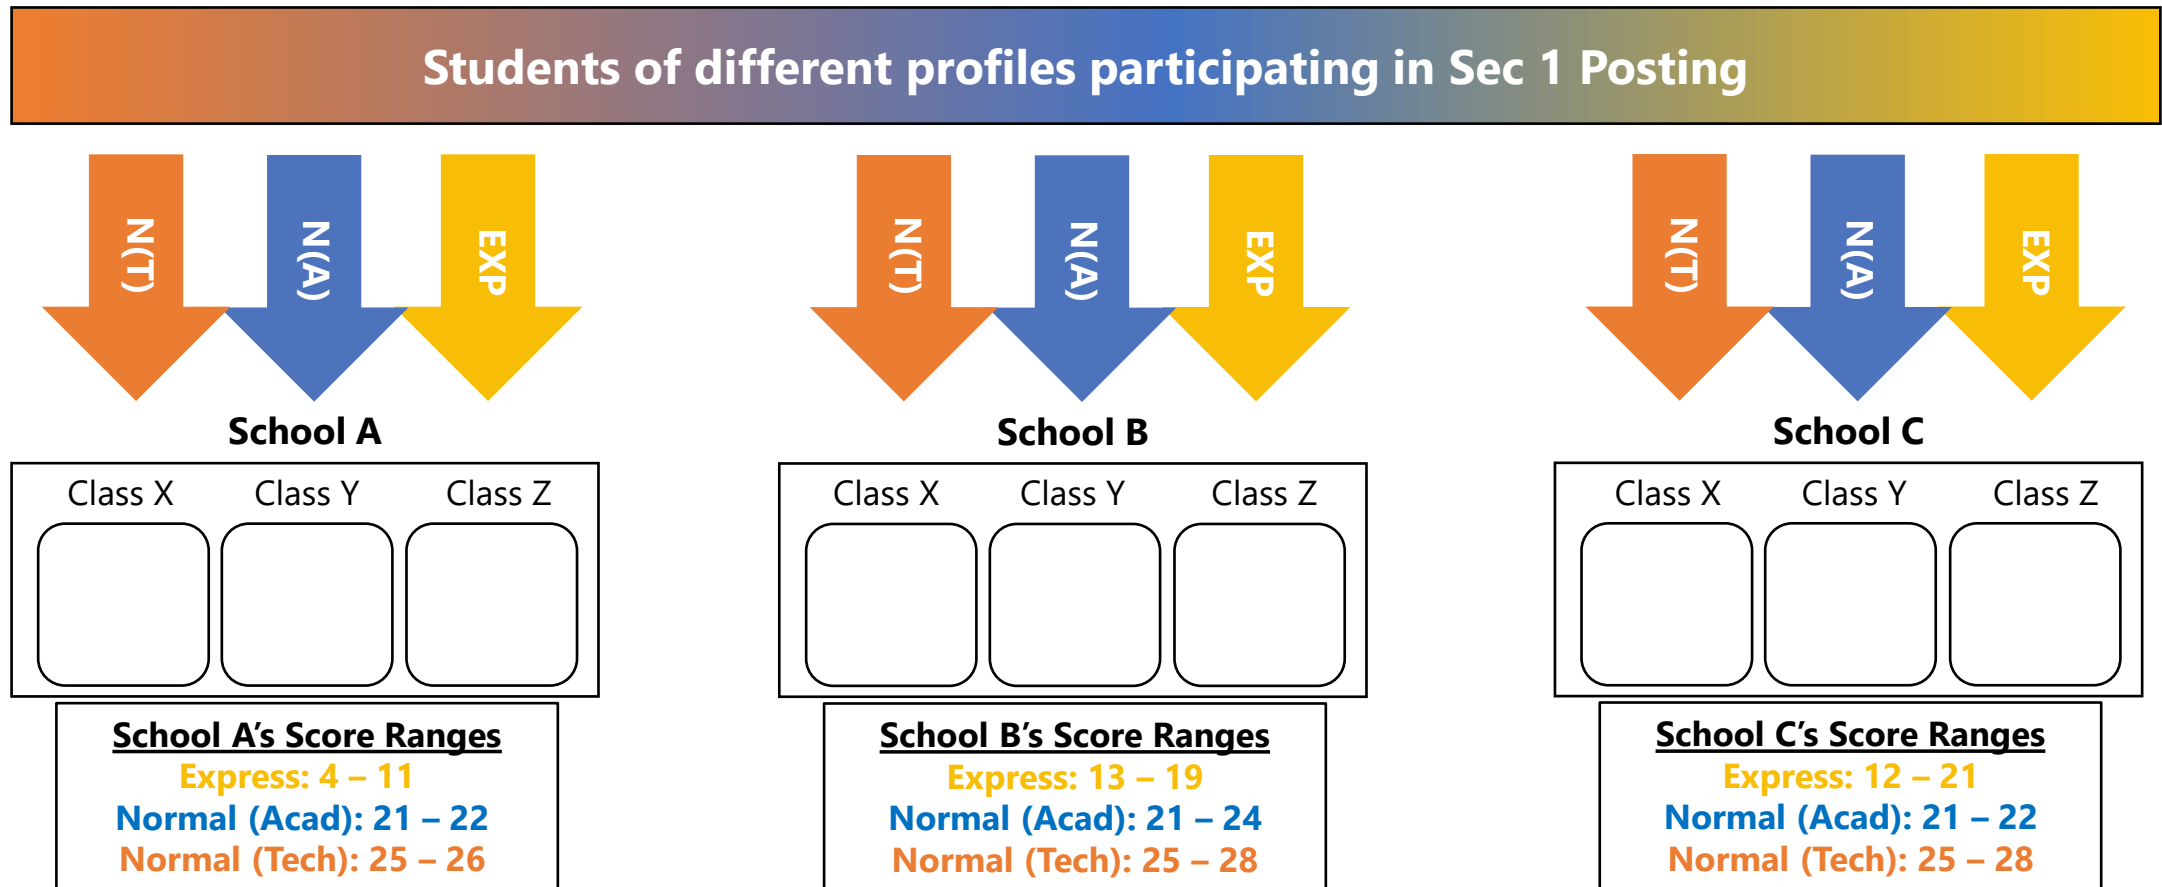 Students of different profiles participating in Sec 1 Posting
N(T)
N(A)
EXP
N(T)
N(A)
EXP
N(T)
N(A)
EXP
School A
School B
School C
Class X
Class Y
Class Z
Class X
Class Y
Class Z
Class X
Class Y
Class Z
School A’s Score Ranges
Express: 4 – 11
Normal (Acad): 21 – 22
Normal (Tech): 25 – 26
School B’s Score Ranges
Express: 13 – 19
Normal (Acad): 21 – 24
Normal (Tech): 25 – 28
School C’s Score Ranges
Express: 12 – 21
Normal (Acad): 21 – 22
Normal (Tech): 25 – 28